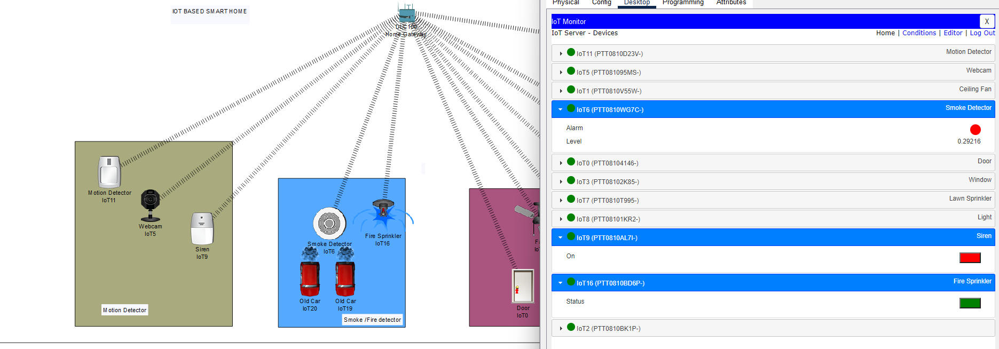 IOT BASED SMART HOME
DLC100
Home Gateway
Motion Detector
IoT11
Webcam
IoT5
Siren
IoT9
Motion Detector
Smoke Detector
IoT6
Fire Sprinkler
IoT16
Old Car
IoT20
Old Car
IoT19
Smoke /Fire detector
Door
IoT0
Physical Config Desktop Programming Attributes
IoT Monitor X
IoT Server - Devices Home | Conditions | Editor | Log Out
IoT11 (PTT0810D23V-) Motion Detector
IoT5 (PTT081095MS-) Webcam
IoT1 (PTT0810V55W-) Ceiling Fan
IoT6 (PTT0810WG7C-) Smoke Detector
Alarm
Level 0.29216
IoT0 (PTT08104146-) Door
IoT3 (PTT08102K85-) Window
IoT7 (PTT0810T995-) Lawn Sprinkler
IoT8 (PTT08101KR2-) Light
IoT9 (PTT0810AL7I-) Siren
On
IoT16 (PTT0810BD6P-) Fire Sprinkler
Status
IoT2 (PTT0810BK1P-)